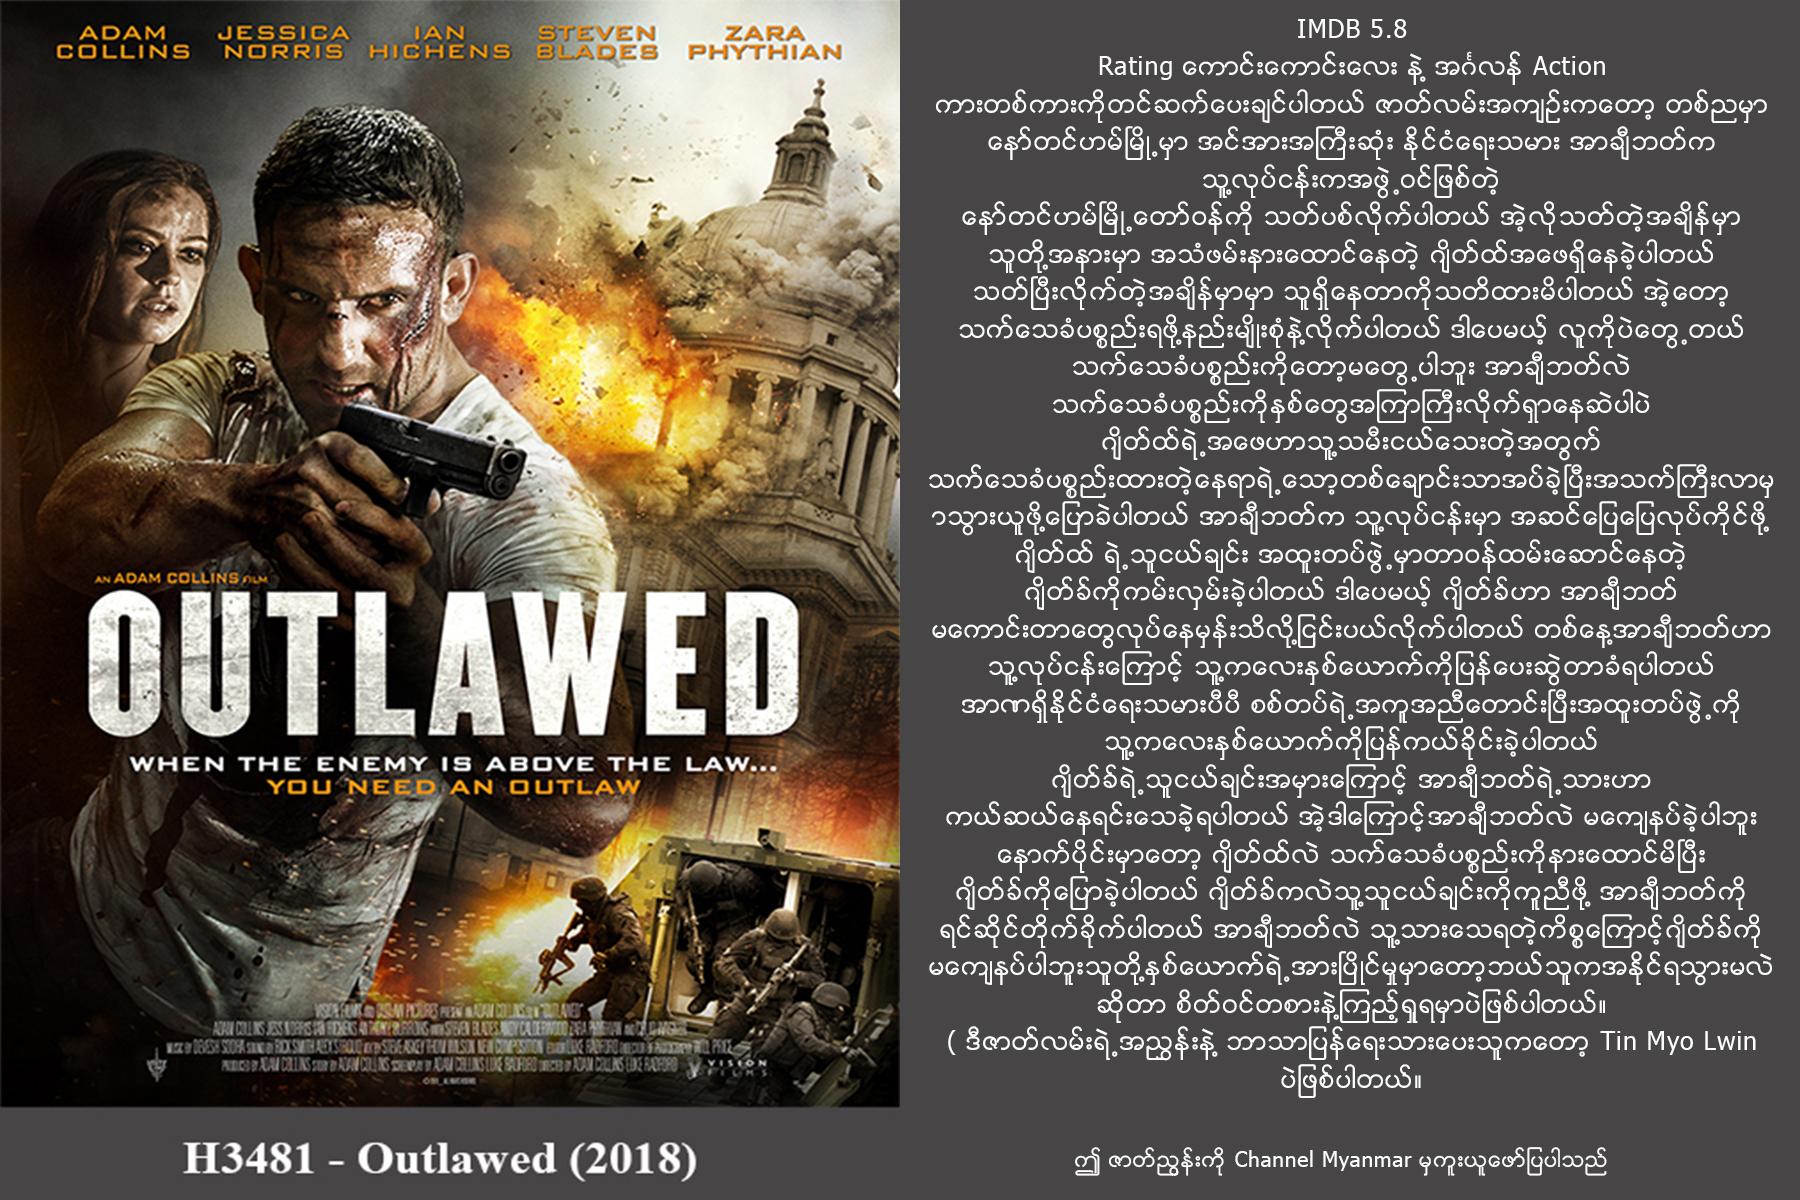 ADAM COLLINS
JESSICA NORRIS
IAN HICHENS
STEVEN BLADES
ZARA PHYTHIAN
AN ADAM COLLINS FILM
OUTLAWED
WHEN THE ENEMY IS ABOVE THE LAW...
YOU NEED AN OUTLAW
VISION FILMS
H3481 - Outlawed (2018)
IMDB 5.8
Rating ကောင်းကောင်းလေး နဲ့ အင်္ဂလန် Action
ကားတစ်ကားကိုတင်ဆက်ပေးချင်ပါတယ် ဇာတ်လမ်းအကျဉ်းကတော့ တစ်ညမှာ
နော်တင်ဟမ်မြို့မှာ အင်အားအကြီးဆုံး နိုင်ငံရေးသမား အာချီဘတ်က
သူ့လုပ်ငန်းကအဖွဲ့ဝင်ဖြစ်တဲ့
နော်တင်ဟမ်မြို့တော်ဝန်ကို သတ်ပစ်လိုက်ပါတယ် အဲ့လိုသတ်တဲ့အချိန်မှာ
သူတို့အနားမှာ အသံဖမ်းနားထောင်နေတဲ့ ဂျိတ်ထ်အဖေရှိနေခဲ့ပါတယ်
သတ်ပြီးလိုက်တဲ့အချိန်မှာမှာ သူရှိနေတာကိုသတိထားမိပါတယ် အဲ့တော့
သက်သေခံပစ္စည်းရဖို့နည်းမျိုးစုံနဲ့လိုက်ပါတယ် ဒါပေမယ့် လူကိုပဲတွေ့တယ်
သက်သေခံပစ္စည်းကိုတော့မတွေ့ပါဘူး အာချီဘတ်လဲ
သက်သေခံပစ္စည်းကိုနှစ်တွေအကြာကြီးလိုက်ရှာနေဆဲပါပဲ
ဂျိတ်ထ်ရဲ့အဖေဟာသူ့သမီးငယ်သေးတဲ့အတွက်
သက်သေခံပစ္စည်းထားတဲ့နေရာရဲ့သော့တစ်ချောင်းသာအပ်ခဲ့ပြီးအသက်ကြီးလာမှ
ာသွားယူဖို့ပြောခဲပါတယ် အာချီဘတ်က သူ့လုပ်ငန်းမှာ အဆင်ပြေပြေလုပ်ကိုင်ဖို့
ဂျိတ်ထ် ရဲ့သူငယ်ချင်း အထူးတပ်ဖွဲ့မှာတာဝန်ထမ်းဆောင်နေတဲ့
ဂျိတ်ခ်ကိုကမ်းလှမ်းခဲ့ပါတယ် ဒါပေမယ့် ဂျိတ်ခ်ဟာ အာချီဘတ်
မကောင်းတာတွေလုပ်နေမှန်းသိလို့ငြင်းပယ်လိုက်ပါတယ် တစ်နေ့အာချီဘတ်ဟာ
သူ့လုပ်ငန်းကြောင့် သူ့ကလေးနှစ်ယောက်ကိုပြန်ပေးဆွဲတာခံရပါတယ်
အာဏရှိနိုင်ငံရေးသမားပီပီ စစ်တပ်ရဲ့အကူအညီတောင်းပြီးအထူးတပ်ဖွဲ့ကို
သူ့ကလေးနှစ်ယောက်ကိုပြန်ကယ်ခိုင်းခဲ့ပါတယ်
ဂျိတ်ခ်ရဲ့သူငယ်ချင်းအမှားကြောင့် အာချီဘတ်ရဲ့သားဟာ
ကယ်ဆယ်နေရင်းသေခဲ့ရပါတယ် အဲ့ဒါကြောင့်အာချီဘတ်လဲ မကျေနပ်ခဲ့ပါဘူး
နောက်ပိုင်းမှာတော့ ဂျိတ်ထ်လဲ သက်သေခံပစ္စည်းကိုနားထောင်မိပြီး
ဂျိတ်ခ်ကိုပြောခဲ့ပါတယ် ဂျိတ်ခ်ကလဲသူ့သူငယ်ချင်းကိုကူညီဖို့ အာချီဘတ်ကို
ရင်ဆိုင်တိုက်ခိုက်ပါတယ် အာချီဘတ်လဲ သူ့သားသေရတဲ့ကိစ္စကြောင့်ဂျိတ်ခ်ကို
မကျေနပ်ပါဘူးသူတို့နှစ်ယောက်ရဲ့အားပြိုင်မှုမှာတော့ဘယ်သူကအနိုင်ရသွားမလဲ
ဆိုတာ စိတ်ဝင်တစားနဲ့ကြည့်ရှုရမှာပဲဖြစ်ပါတယ်။
( ဒီဇာတ်လမ်းရဲ့အညွှန်းနဲ့ ဘာသာပြန်ရေးသားပေးသူကတော့ Tin Myo Lwin
ပဲဖြစ်ပါတယ်။
ဤ ဇာတ်ညွန်းကို Channel Myanmar မှကူးယူဖော်ပြပါသည်